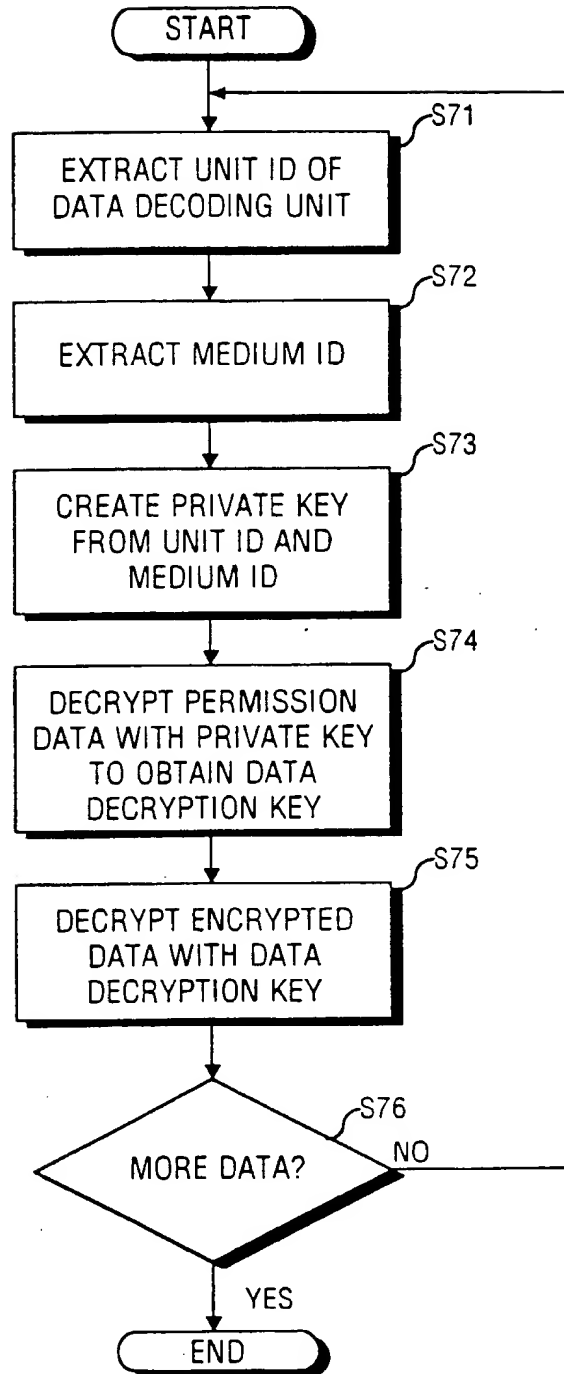 START
S71
EXTRACT UNIT ID OF
DATA DECODING UNIT
S72
EXTRACT MEDIUM ID
S73
CREATE PRIVATE KEY
FROM UNIT ID AND
MEDIUM ID
S74
DECRYPT PERMISSION
DATA WITH PRIVATE KEY
TO OBTAIN DATA
DECRYPTION KEY
S75
DECRYPT ENCRYPTED
DATA WITH DATA
DECRYPTION KEY
S76
MORE DATA?
NO
YES
END